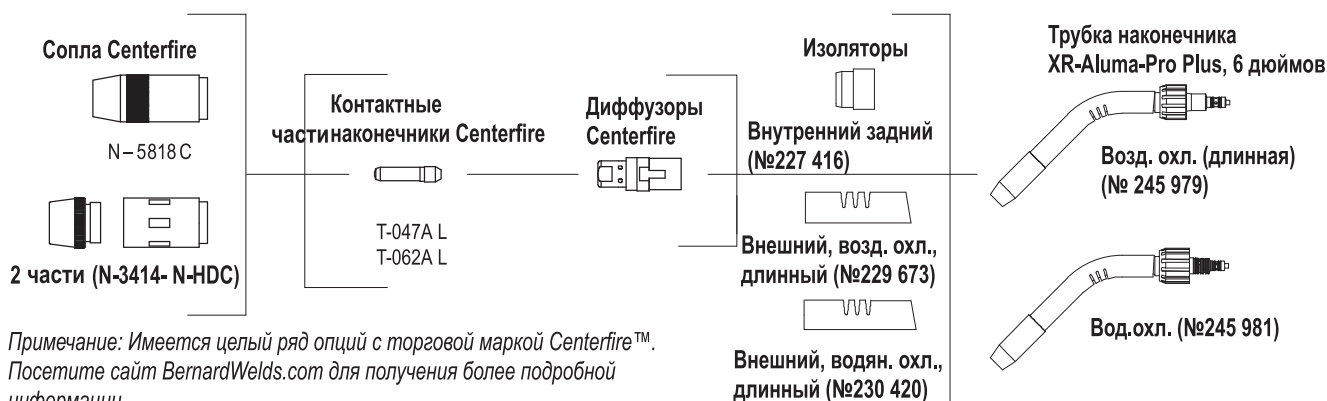 Сопла Centerfire
N–5818 C
2 части (N-3414- N-HDC)
Контактные
частинаконечники Centerfire
T-047A L
T-062A L
Диффузоры
Centerfire
Изоляторы
Внутренний задний
(№227 416)
Внешний, возд. охл.,
длинный (№229 673)
Внешний, водян. охл.,
длинный (№230 420)
Трубка наконечника
XR-Aluma-Pro Plus, 6 дюймов
Возд. охл. (длинная)
(№ 245 979)
Вод.охл. (№245 981)
Примечание: Имеется целый ряд опций с торговой маркой Centerfire™.
Посетите сайт BernardWelds.com для получения более подробной
информации